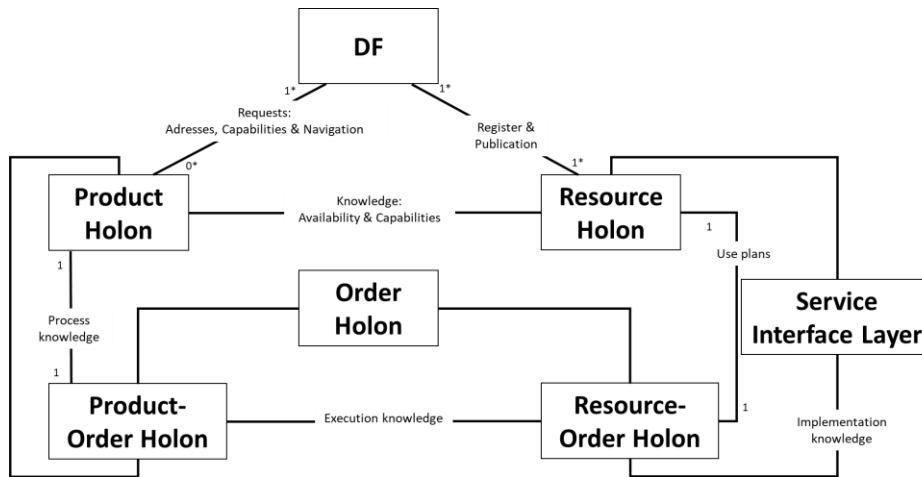 DF
1*
1*
Requests:
Adresses, Capabilities & Navigation
Register &
Publication
0*
1*
Product
Holon
Knowledge:
Availability & Capabilities
Resource
Holon
1
1
Use plans
Order
Holon
Service
Interface Layer
Process
knowledge
1
Product-
Order Holon
Execution knowledge
Resource-
Order Holon
1
Implementation
knowledge